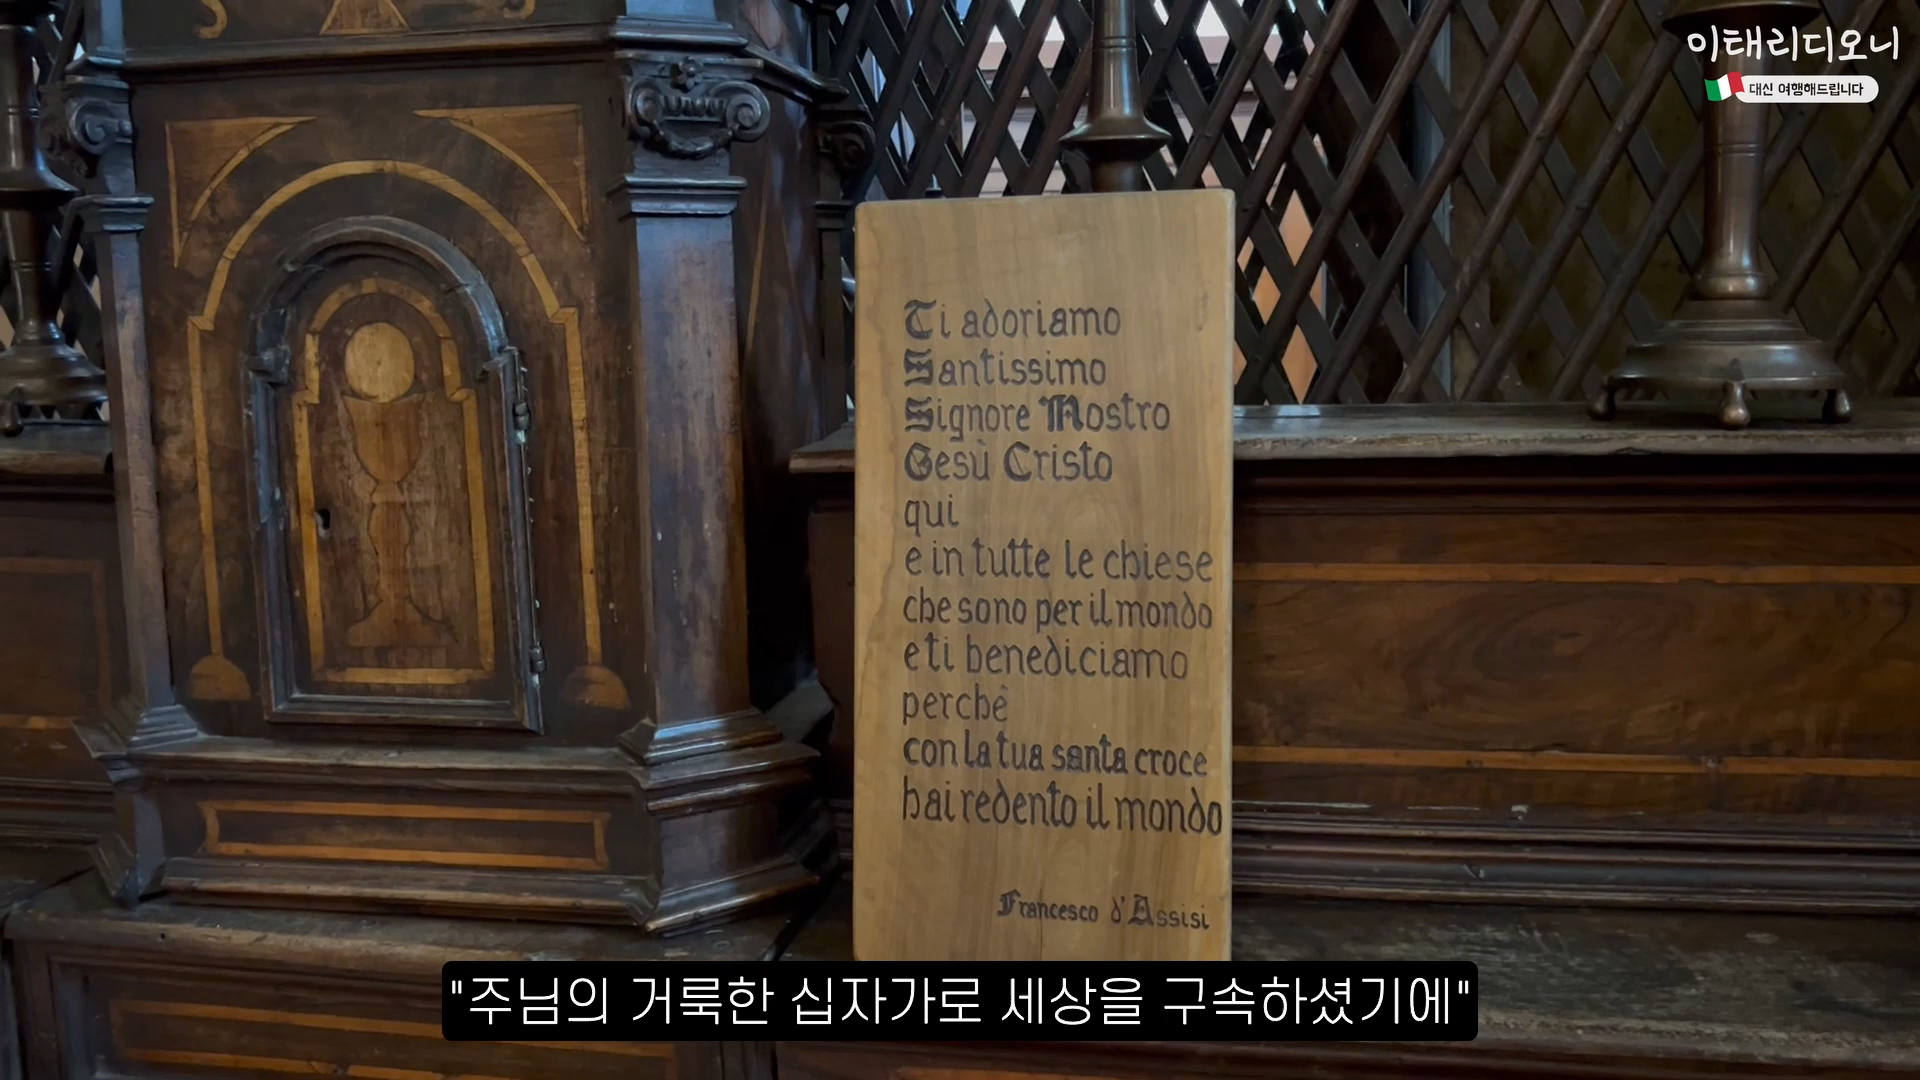 이태리디오니
대신 여행해드립니다
Ti adoriamo
Santissimo
Signore Nostro
Gesù Cristo
qui
e in tutte le chiese
che sono per il mondo
e ti benediciamo
perchè
con la tua santa croce
hai redento il mondo
Francesco d'Assisi
"주님의 거룩한 십자가로 세상을 구속하셨기에"